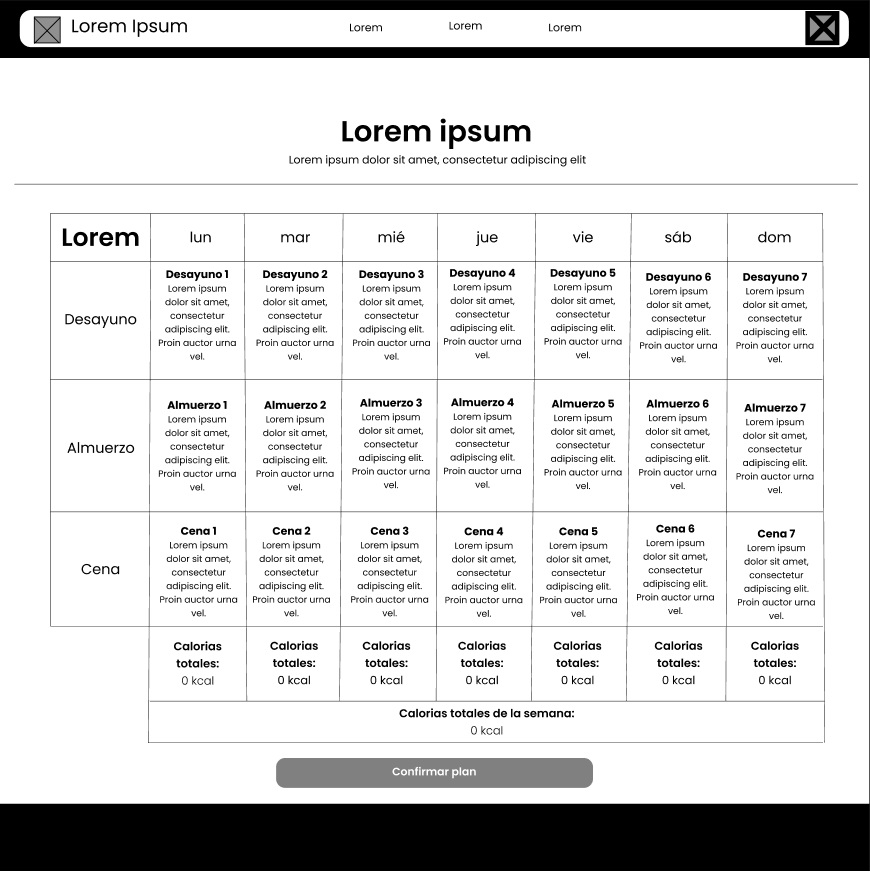 Lorem Ipsum
Lorem
Lorem
Lorem
Lorem ipsum
Lorem ipsum dolor sit amet, consectetur adipiscing elit
Lorem
lun
mar
mié
jue
vie
sáb
dom
Desayuno
Desayuno 1
Lorem ipsum
dolor sit amet,
consectetur
adipiscing elit.
Proin auctor urna
vel.
Desayuno 2
Lorem ipsum
dolor sit amet,
consectetur
adipiscing elit.
Proin auctor urna
vel.
Desayuno 3
Lorem ipsum
dolor sit amet,
consectetur
adipiscing elit.
Proin auctor urna
vel.
Desayuno 4
Lorem ipsum
dolor sit amet,
consectetur
adipiscing elit.
Proin auctor urna
vel.
Desayuno 5
Lorem ipsum
dolor sit amet,
consectetur
adipiscing elit.
Proin auctor urna
vel.
Desayuno 6
Lorem ipsum
dolor sit amet,
consectetur
adipiscing elit.
Proin auctor urna
vel.
Desayuno 7
Lorem ipsum
dolor sit amet,
consectetur
adipiscing elit.
Proin auctor urna
vel.
Almuerzo
Almuerzo 1
Lorem ipsum
dolor sit amet,
consectetur
adipiscing elit.
Proin auctor urna
vel.
Almuerzo 2
Lorem ipsum
dolor sit amet,
consectetur
adipiscing elit.
Proin auctor urna
vel.
Almuerzo 3
Lorem ipsum
dolor sit amet,
consectetur
adipiscing elit.
Proin auctor urna
vel.
Almuerzo 4
Lorem ipsum
dolor sit amet,
consectetur
adipiscing elit.
Proin auctor urna
vel.
Almuerzo 5
Lorem ipsum
dolor sit amet,
consectetur
adipiscing elit.
Proin auctor urna
vel.
Almuerzo 6
Lorem ipsum
dolor sit amet,
consectetur
adipiscing elit.
Proin auctor urna
vel.
Almuerzo 7
Lorem ipsum
dolor sit amet,
consectetur
adipiscing elit.
Proin auctor urna
vel.
Cena
Cena 1
Lorem ipsum
dolor sit amet,
consectetur
adipiscing elit.
Proin auctor urna
vel.
Cena 2
Lorem ipsum
dolor sit amet,
consectetur
adipiscing elit.
Proin auctor urna
vel.
Cena 3
Lorem ipsum
dolor sit amet,
consectetur
adipiscing elit.
Proin auctor urna
vel.
Cena 4
Lorem ipsum
dolor sit amet,
consectetur
adipiscing elit.
Proin auctor urna
vel.
Cena 5
Lorem ipsum
dolor sit amet,
consectetur
adipiscing elit.
Proin auctor urna
vel.
Cena 6
Lorem ipsum
dolor sit amet,
consectetur
adipiscing elit.
Proin auctor urna
vel.
Cena 7
Lorem ipsum
dolor sit amet,
consectetur
adipiscing elit.
Proin auctor urna
vel.
Calorias
totales:
0 kcal
Calorias
totales:
0 kcal
Calorias
totales:
0 kcal
Calorias
totales:
0 kcal
Calorias
totales:
0 kcal
Calorias
totales:
0 kcal
Calorias
totales:
0 kcal
Calorias totales de la semana:
0 kcal
Confirmar plan